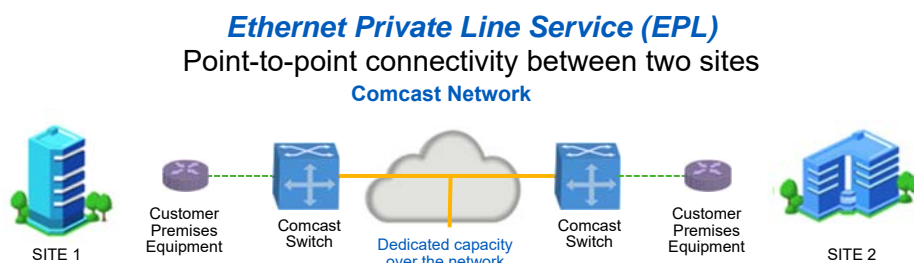 Ethernet Private Line Service (EPL)
Point-to-point connectivity between two sites
Comcast Network
SITE 1
Customer
Premises
Equipment
Comcast
Switch
Dedicated capacity
over the network
Comcast
Switch
Customer
Premises
Equipment
SITE 2